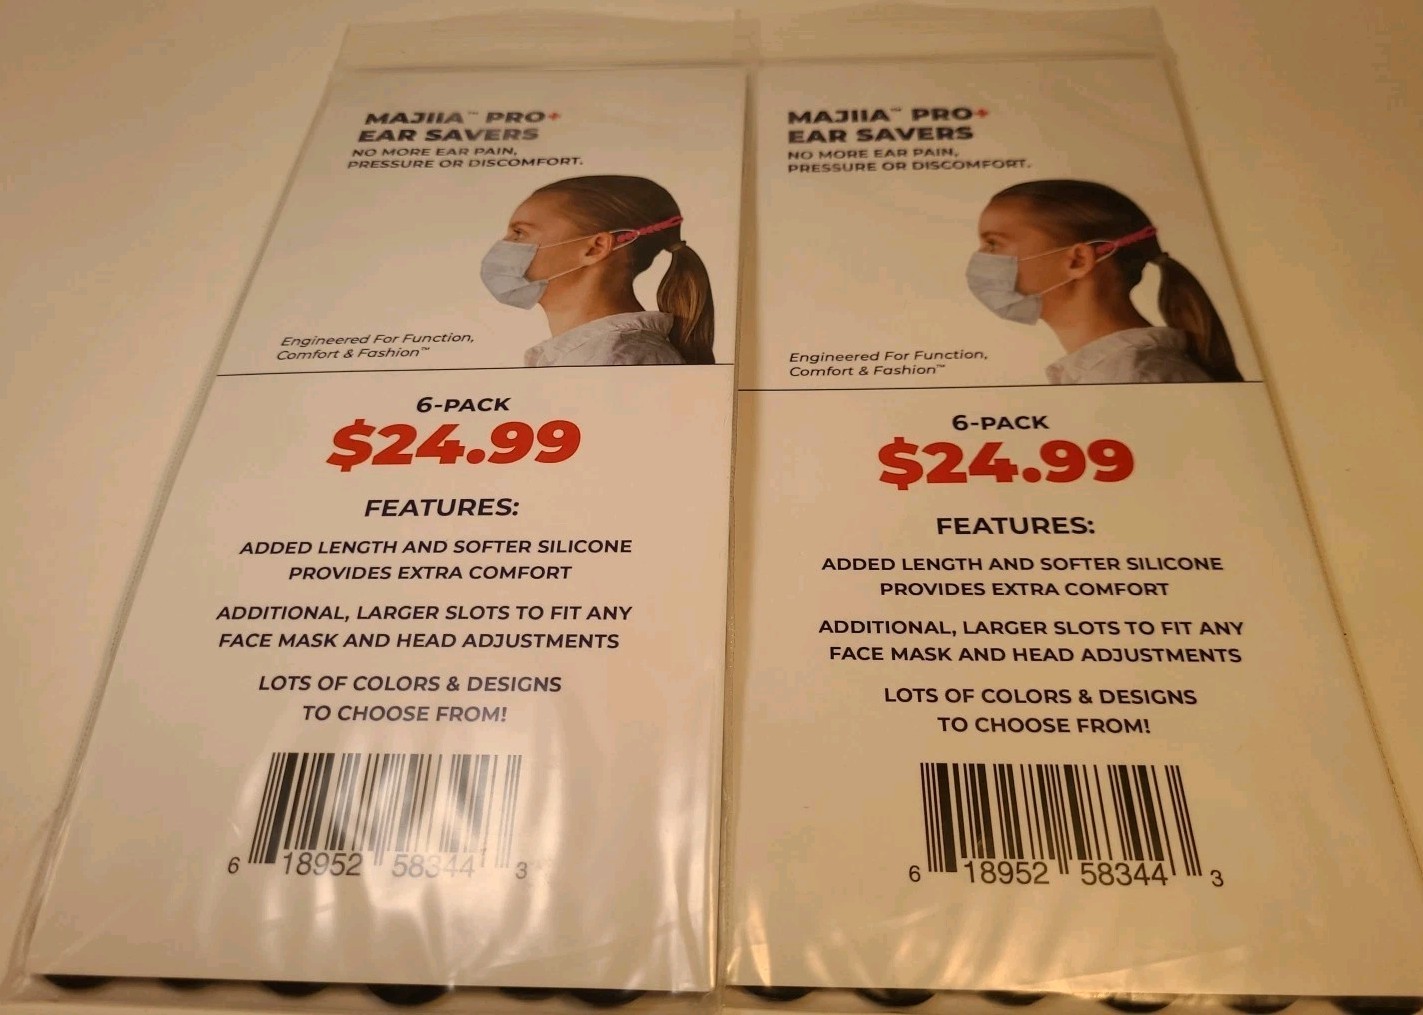 MAJIIA™ PRO+
EAR SAVERS
NO MORE EAR PAIN,
PRESSURE OR DISCOMFORT.
Engineered For Function,
Comfort & Fashion™
6-PACK
$24.99
FEATURES:
ADDED LENGTH AND SOFTER SILICONE
PROVIDES EXTRA COMFORT
ADDITIONAL, LARGER SLOTS TO FIT ANY
FACE MASK AND HEAD ADJUSTMENTS
LOTS OF COLORS & DESIGNS
TO CHOOSE FROM!
6 18952 58344 3
MAJIIA™ PRO+
EAR SAVERS
NO MORE EAR PAIN,
PRESSURE OR DISCOMFORT.
Engineered For Function,
Comfort & Fashion™
6-PACK
$24.99
FEATURES:
ADDED LENGTH AND SOFTER SILICONE
PROVIDES EXTRA COMFORT
ADDITIONAL, LARGER SLOTS TO FIT ANY
FACE MASK AND HEAD ADJUSTMENTS
LOTS OF COLORS & DESIGNS
TO CHOOSE FROM!
6 18952 58344 3